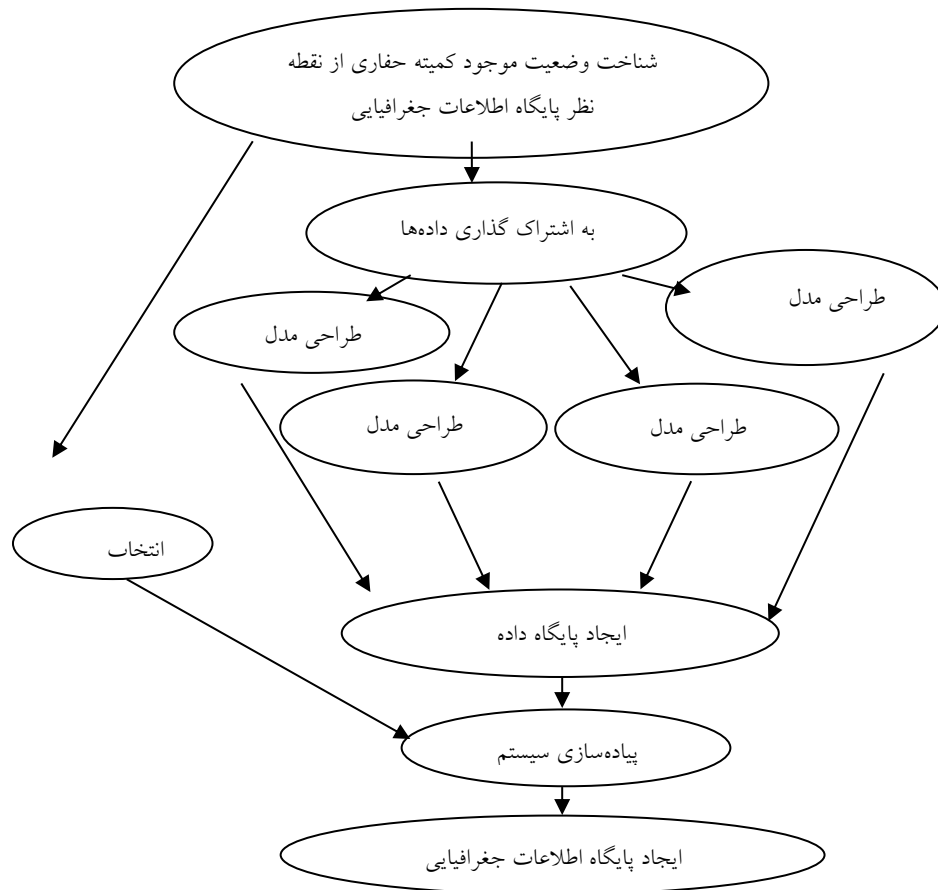 شناخت وضعیت موجود کمیته حفاری از نقطه
نظر پایگاه اطلاعات جغرافیایی
به اشتراک گذاری داده‌ها
طراحی مدل
طراحی مدل
طراحی مدل
طراحی مدل
انتخاب
ایجاد پایگاه داده
پیاده‌سازی سیستم
ایجاد پایگاه اطلاعات جغرافیایی